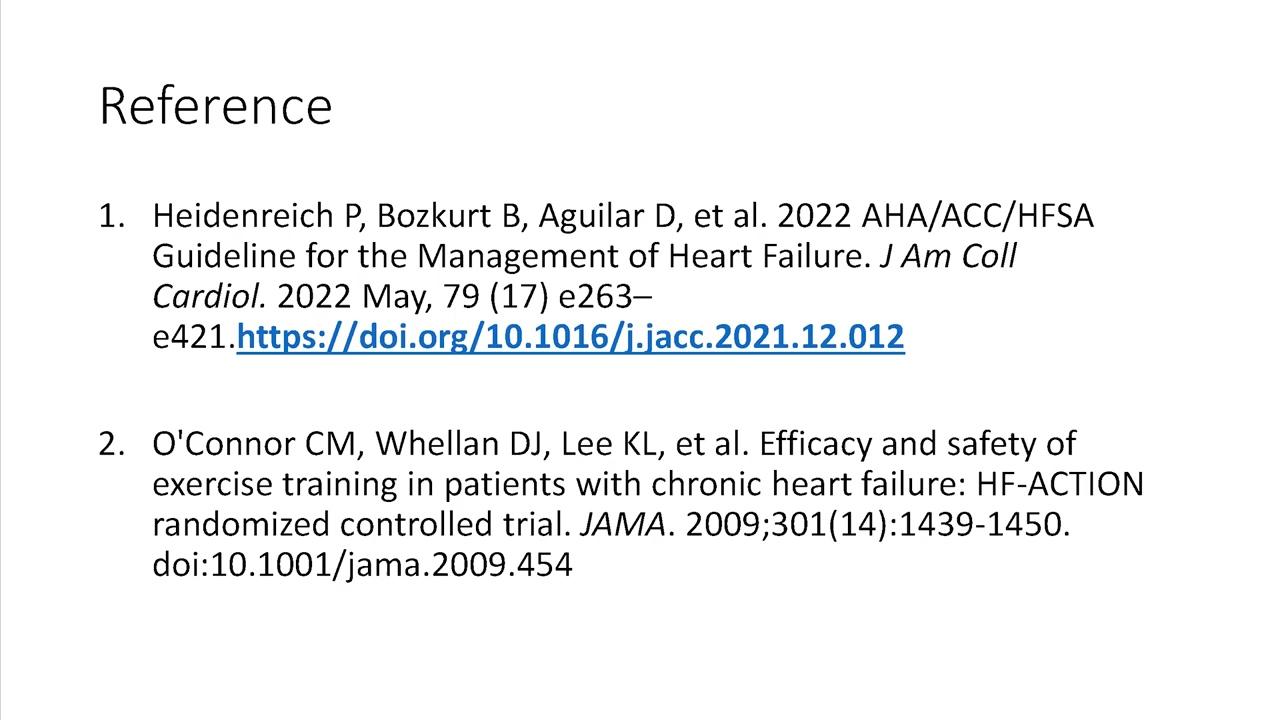 Reference
1. Heidenreich P, Bozkurt B, Aguilar D, et al. 2022 AHA/ACC/HFSA
Guideline for the Management of Heart Failure. J Am Coll
Cardiol. 2022 May, 79 (17) e263–
e421.https://doi.org/10.1016/j.jacc.2021.12.012
2. O'Connor CM, Whellan DJ, Lee KL, et al. Efficacy and safety of
exercise training in patients with chronic heart failure: HF-ACTION
randomized controlled trial. JAMA. 2009;301(14):1439-1450.
doi:10.1001/jama.2009.454